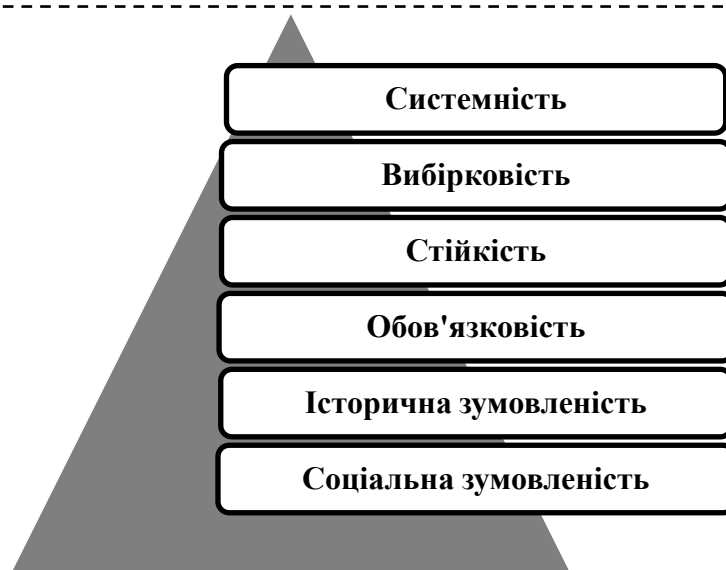 Системність
Вибірковість
Стійкість
Обов'язковість
Історична зумовленість
Соціальна зумовленість